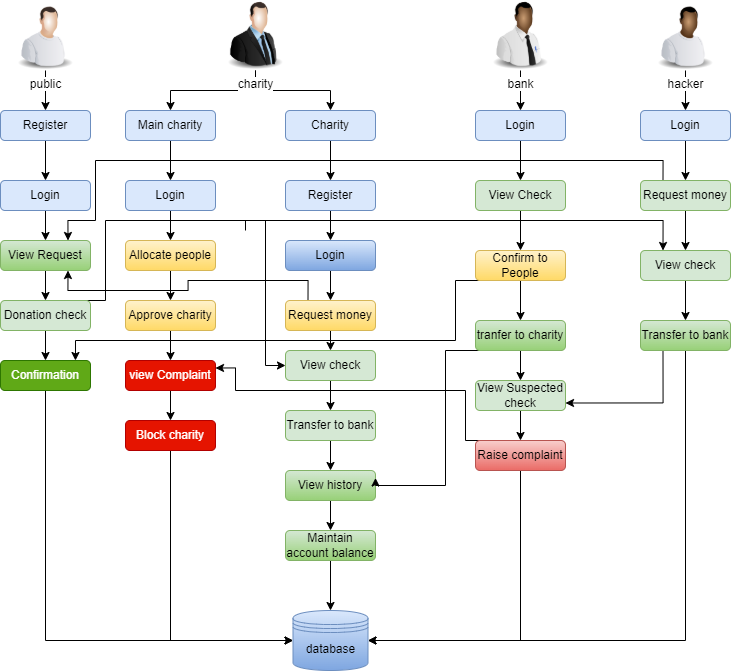 public
charity
bank
hacker
Register
Main charity
Charity
Login
Login
Login
Login
Register
View Check
Request money
View Request
Allocate people
Login
Confirm to
People
View check
Donation check
Approve charity
Request money
tranfer to charity
Transfer to bank
Confirmation
view Complaint
View check
View Suspected
check
Block charity
Transfer to bank
Raise complaint
View history
Maintain
account balance
database